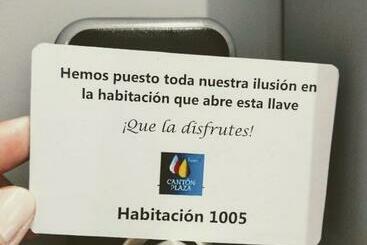 Hemos puesto toda nuestra ilusión en
la habitación que abre esta llave
¡Que la disfrutes!
CANTÓN
PLAZA
Habitación 1005